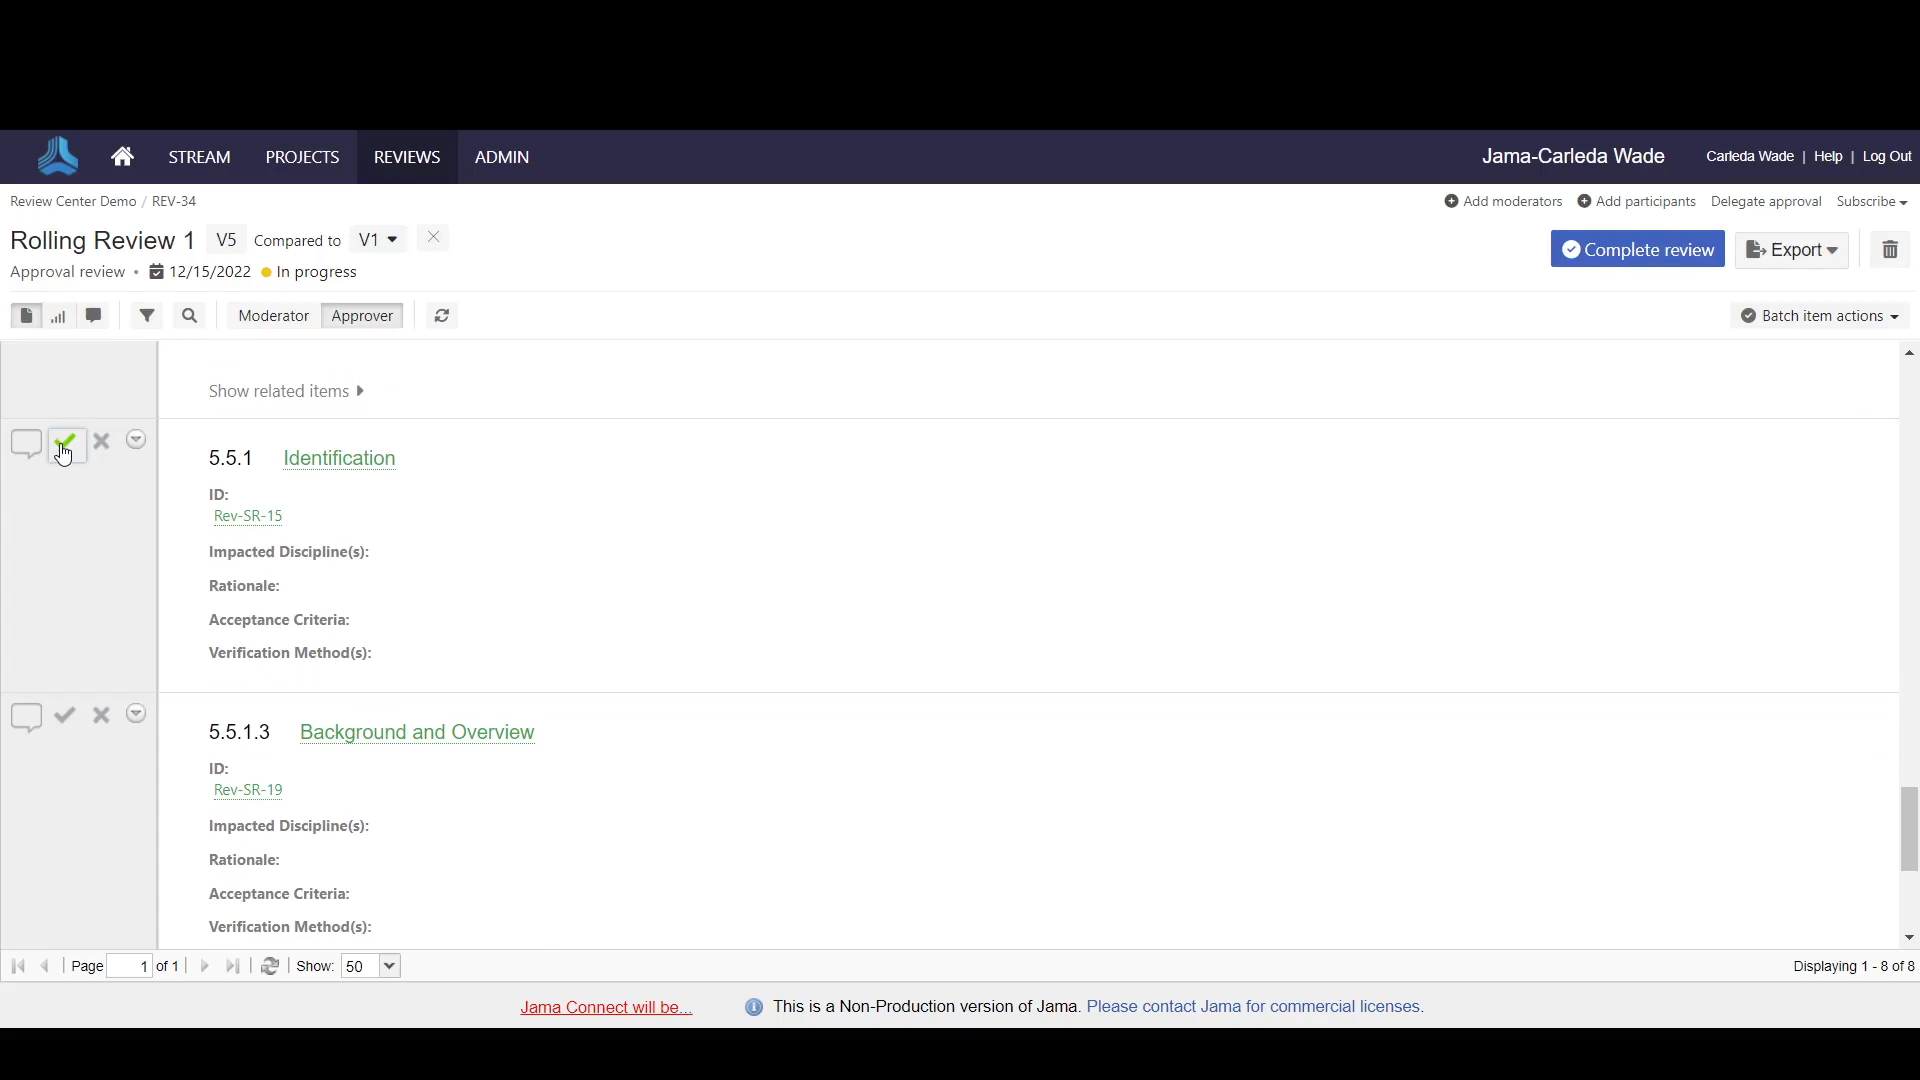 STREAM PROJECTS REVIEWS ADMIN Jama-Carleda Wade Carleda Wade | Help | Log Out
Review Center Demo / REV-34 Add moderators Add participants Delegate approval Subscribe
Rolling Review 1 V5 Compared to V1
Complete review Export
Approval review • 12/15/2022 In progress
Moderator Approver Batch item actions
Show related items
5.5.1 Identification
ID:
Rev-SR-15
Impacted Discipline(s):
Rationale:
Acceptance Criteria:
Verification Method(s):
5.5.1.3 Background and Overview
ID:
Rev-SR-19
Impacted Discipline(s):
Rationale:
Acceptance Criteria:
Verification Method(s):
Page 1 of 1 Show: 50 Displaying 1 - 8 of 8
Jama Connect will be... This is a Non-Production version of Jama. Please contact Jama for commercial licenses.